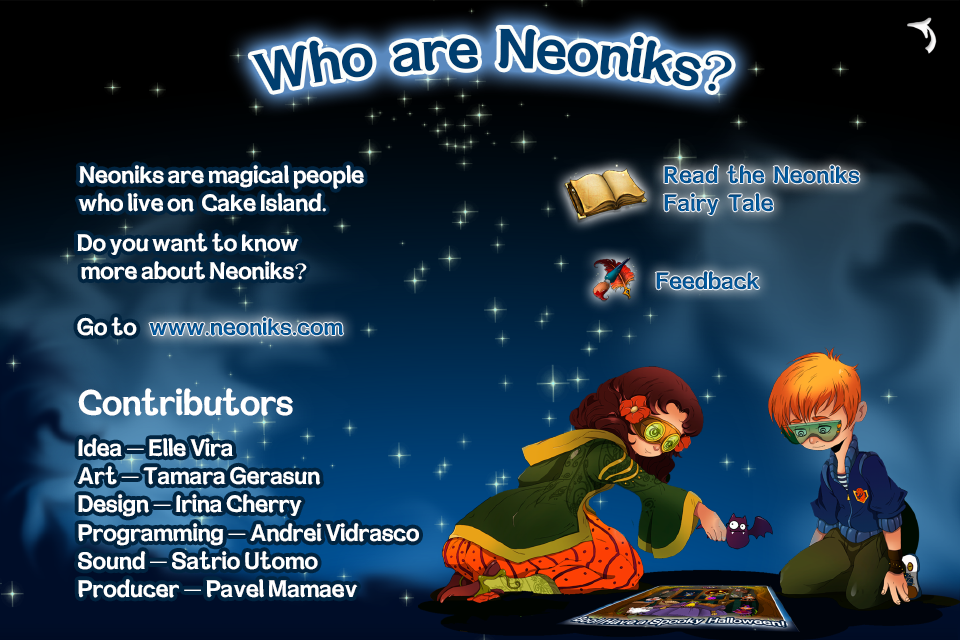 Who are Neoniks?
Neoniks are magical people
who live on Cake Island.
Do you want to know
more about Neoniks?
Go to www.neoniks.com
Read the Neoniks
Fairy Tale
Feedback
Contributors
Idea — Elle Vira
Art — Tamara Gerasun
Design — Irina Cherry
Programming — Andrei Vidrasco
Sound — Satrio Utomo
Producer — Pavel Mamaev
Boo! Have a Spooky Halloween!